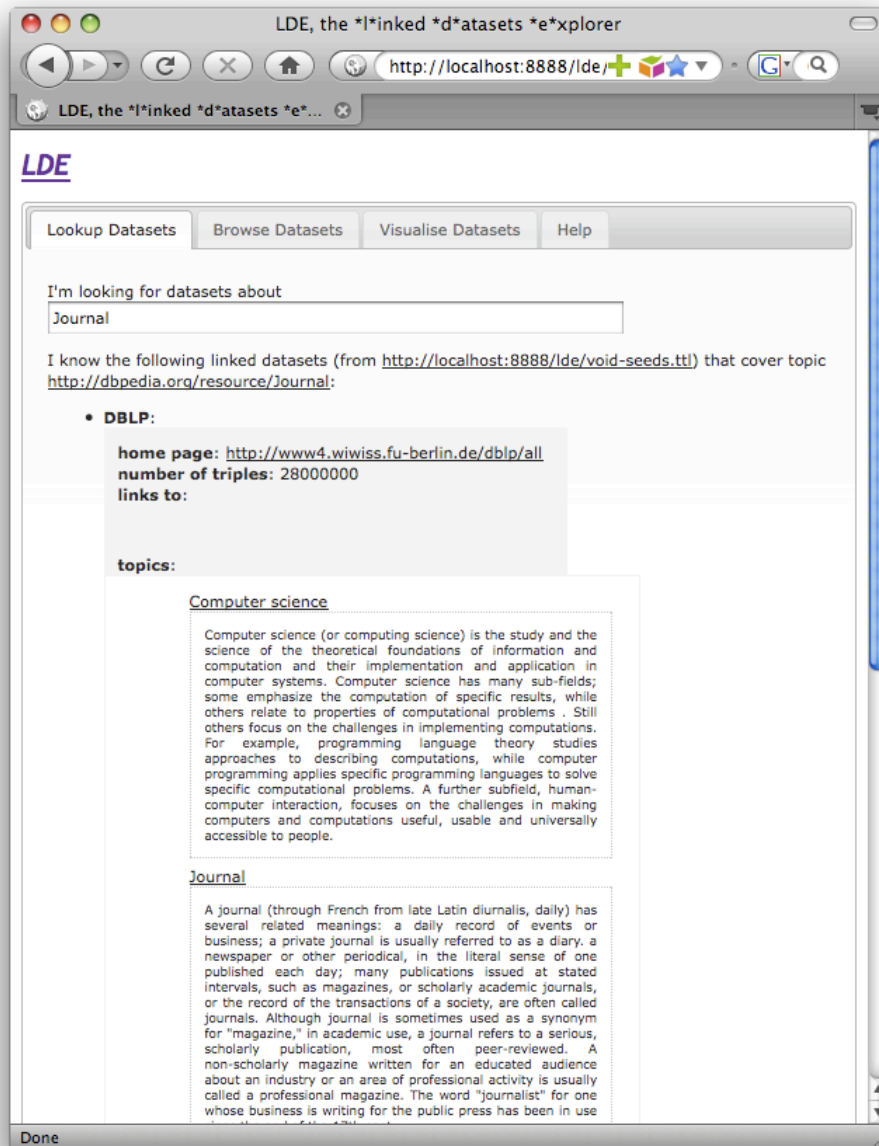 LDE, the *l*inked *d*atasets *e*xplorer
http://localhost:8888/lde/
G
LDE, the *l*inked *d*atasets *e*...
LDE
Lookup Datasets Browse Datasets Visualise Datasets Help
I'm looking for datasets about
Journal
I know the following linked datasets (from http://localhost:8888/lde/void-seeds.ttl) that cover topic
http://dbpedia.org/resource/Journal:
• DBLP:
home page: http://www4.wiwiss.fu-berlin.de/dblp/all
number of triples: 28000000
links to:
topics:
Computer science
Computer science (or computing science) is the study and the
science of the theoretical foundations of information and
computation and their implementation and application in
computer systems. Computer science has many sub-fields;
some emphasize the computation of specific results, while
others relate to properties of computational problems . Still
others focus on the challenges in implementing computations.
For example, programming language theory studies
approaches to describing computations, while computer
programming applies specific programming languages to solve
specific computational problems. A further subfield, human-
computer interaction, focuses on the challenges in making
computers and computations useful, usable and universally
accessible to people.
Journal
A journal (through French from late Latin diurnalis, daily) has
several related meanings: a daily record of events or
business; a private journal is usually referred to as a diary. a
newspaper or other periodical, in the literal sense of one
published each day; many publications issued at stated
intervals, such as magazines, or scholarly academic journals,
or the record of the transactions of a society, are often called
journals. Although journal is sometimes used as a synonym
for "magazine," in academic use, a journal refers to a serious,
scholarly publication, most often peer-reviewed. A
non-scholarly magazine written for an educated audience
about an industry or an area of professional activity is usually
called a professional magazine. The word "journalist" for one
whose business is writing for the public press has been in use
Done